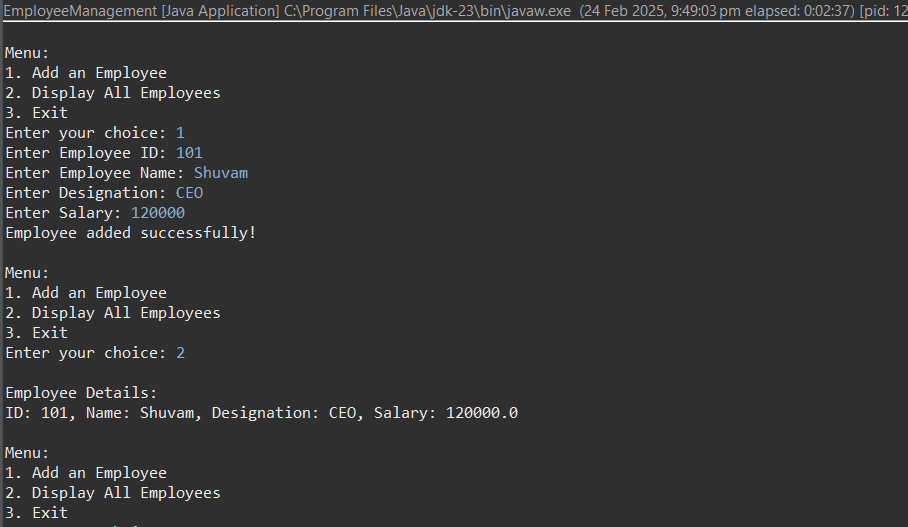 EmployeeManagement [Java Application] C:\Program Files\Java\jdk-23\bin\javaw.exe (24 Feb 2025, 9:49:03 pm elapsed: 0:02:37) [pid: 12
Menu:
1. Add an Employee
2. Display All Employees
3. Exit
Enter your choice: 1
Enter Employee ID: 101
Enter Employee Name: Shuvam
Enter Designation: CEO
Enter Salary: 120000
Employee added successfully!
Menu:
1. Add an Employee
2. Display All Employees
3. Exit
Enter your choice: 2
Employee Details:
ID: 101, Name: Shuvam, Designation: CEO, Salary: 120000.0
Menu:
1. Add an Employee
2. Display All Employees
3. Exit